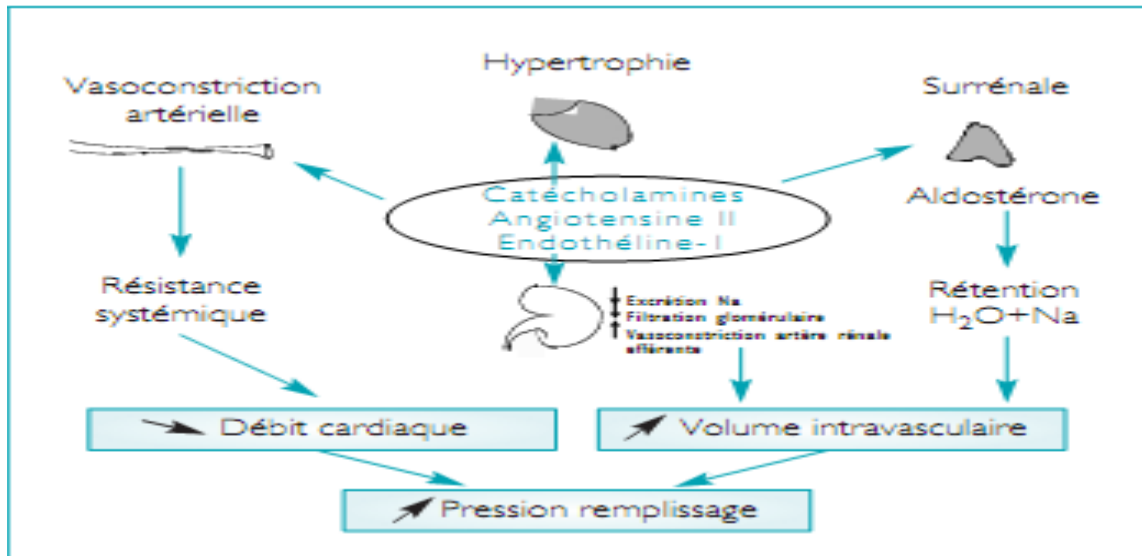 Hypertrophie
Vasoconstriction
artérielle
Surrénale
Catécholamines
Angiotensine II
Endothéline-1
Aldostérone
Résistance
systémique
Excrétion Na
Filtration glomérulaire
Vasoconstriction artère rénale
efférente
Rétention
H₂O+Na
Débit cardiaque
Volume intravasculaire
Pression remplissage